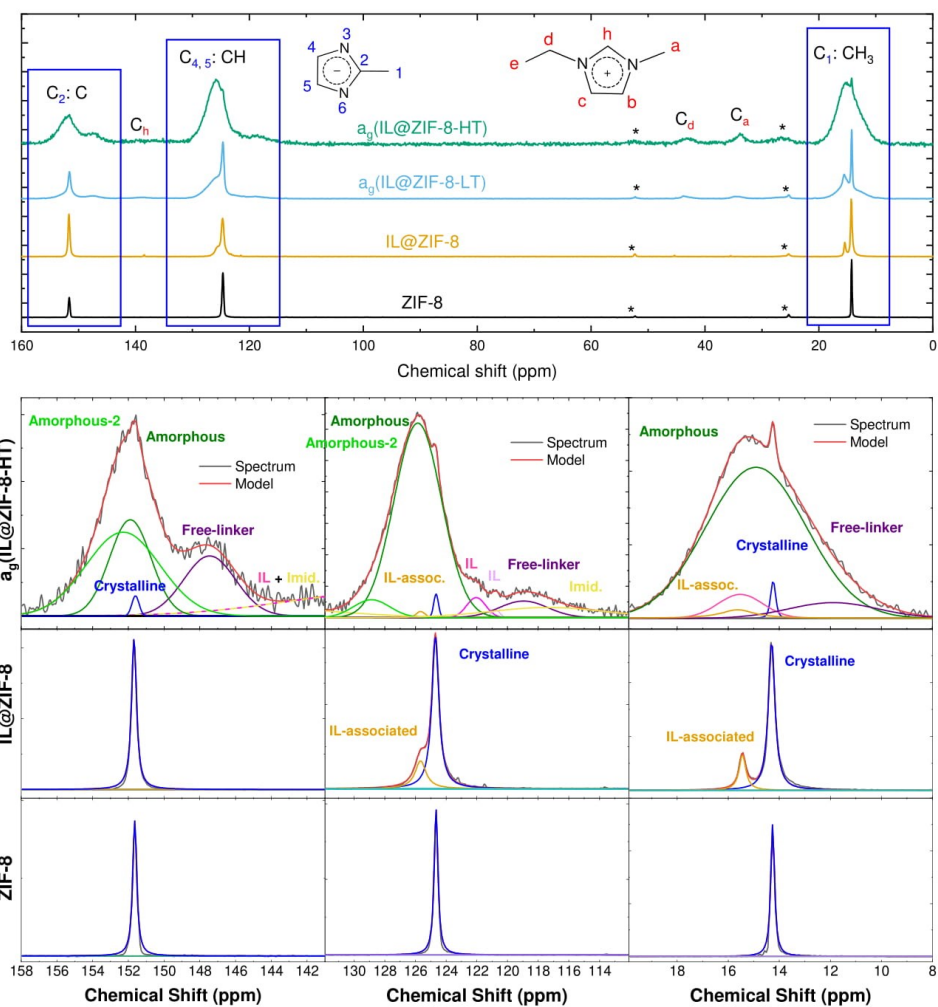 C2: C
Ch
C4, 5: CH
3
N
4
2
1
5
N
6
d
h
a
e
N
N
c
b
C1: CH3
Cd
Ca
ag(IL@ZIF-8-HT)
*
*
ag(IL@ZIF-8-LT)
*
*
IL@ZIF-8
*
*
ZIF-8
*
*
160 140 120 100 80 60 40 20 0
Chemical shift (ppm)
ag(IL@ZIF-8-HT)
Amorphous-2
Amorphous
Spectrum
Model
Free-linker
Crystalline
IL + Imid.
Amorphous
Amorphous-2
Spectrum
Model
IL-assoc.
IL
IL
Free-linker
Imid.
Amorphous
Spectrum
Model
Free-linker
Crystalline
IL-assoc.
IL@ZIF-8
Crystalline
IL-associated
Crystalline
IL-associated
ZIF-8
158 156 154 152 150 148 146 144 142
130 128 126 124 122 120 118 116 114
18 16 14 12 10 8
Chemical Shift (ppm)
Chemical Shift (ppm)
Chemical Shift (ppm)